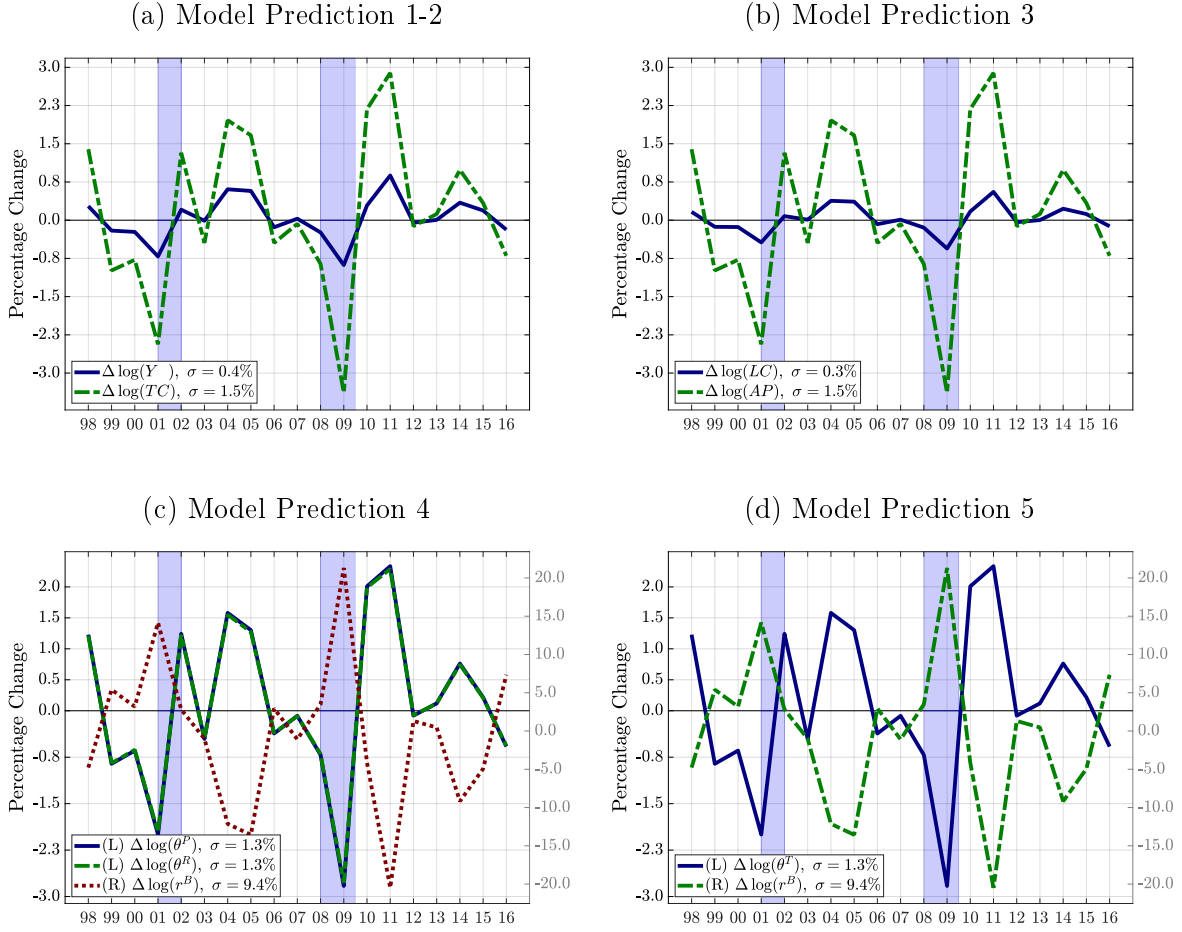 (a) Model Prediction 1-2
Percentage Change
3.0
2.3
1.5
0.8
0.0
-0.8
-1.5
-2.3
-3.0
Δ log(Y ), σ = 0.4%
Δ log(TC), σ = 1.5%
98 99 00 01 02 03 04 05 06 07 08 09 10 11 12 13 14 15 16
(b) Model Prediction 3
Percentage Change
3.0
2.3
1.5
0.8
0.0
-0.8
-1.5
-2.3
-3.0
Δ log(LC), σ = 0.3%
Δ log(AP), σ = 1.5%
98 99 00 01 02 03 04 05 06 07 08 09 10 11 12 13 14 15 16
(c) Model Prediction 4
Percentage Change
2.0
1.5
1.0
0.5
0.0
-0.8
-1.5
-2.3
-3.0
20.0
15.0
10.0
5.0
0.0
-5.0
-10.0
-15.0
-20.0
(L) Δ log(θ^P), σ = 1.3%
(L) Δ log(θ^R), σ = 1.3%
(R) Δ log(r^B), σ = 9.4%
98 99 00 01 02 03 04 05 06 07 08 09 10 11 12 13 14 15 16
(d) Model Prediction 5
Percentage Change
2.0
1.5
1.0
0.5
0.0
-0.8
-1.5
-2.3
-3.0
20.0
15.0
10.0
5.0
0.0
-5.0
-10.0
-15.0
-20.0
(L) Δ log(θ^T), σ = 1.3%
(R) Δ log(r^B), σ = 9.4%
98 99 00 01 02 03 04 05 06 07 08 09 10 11 12 13 14 15 16